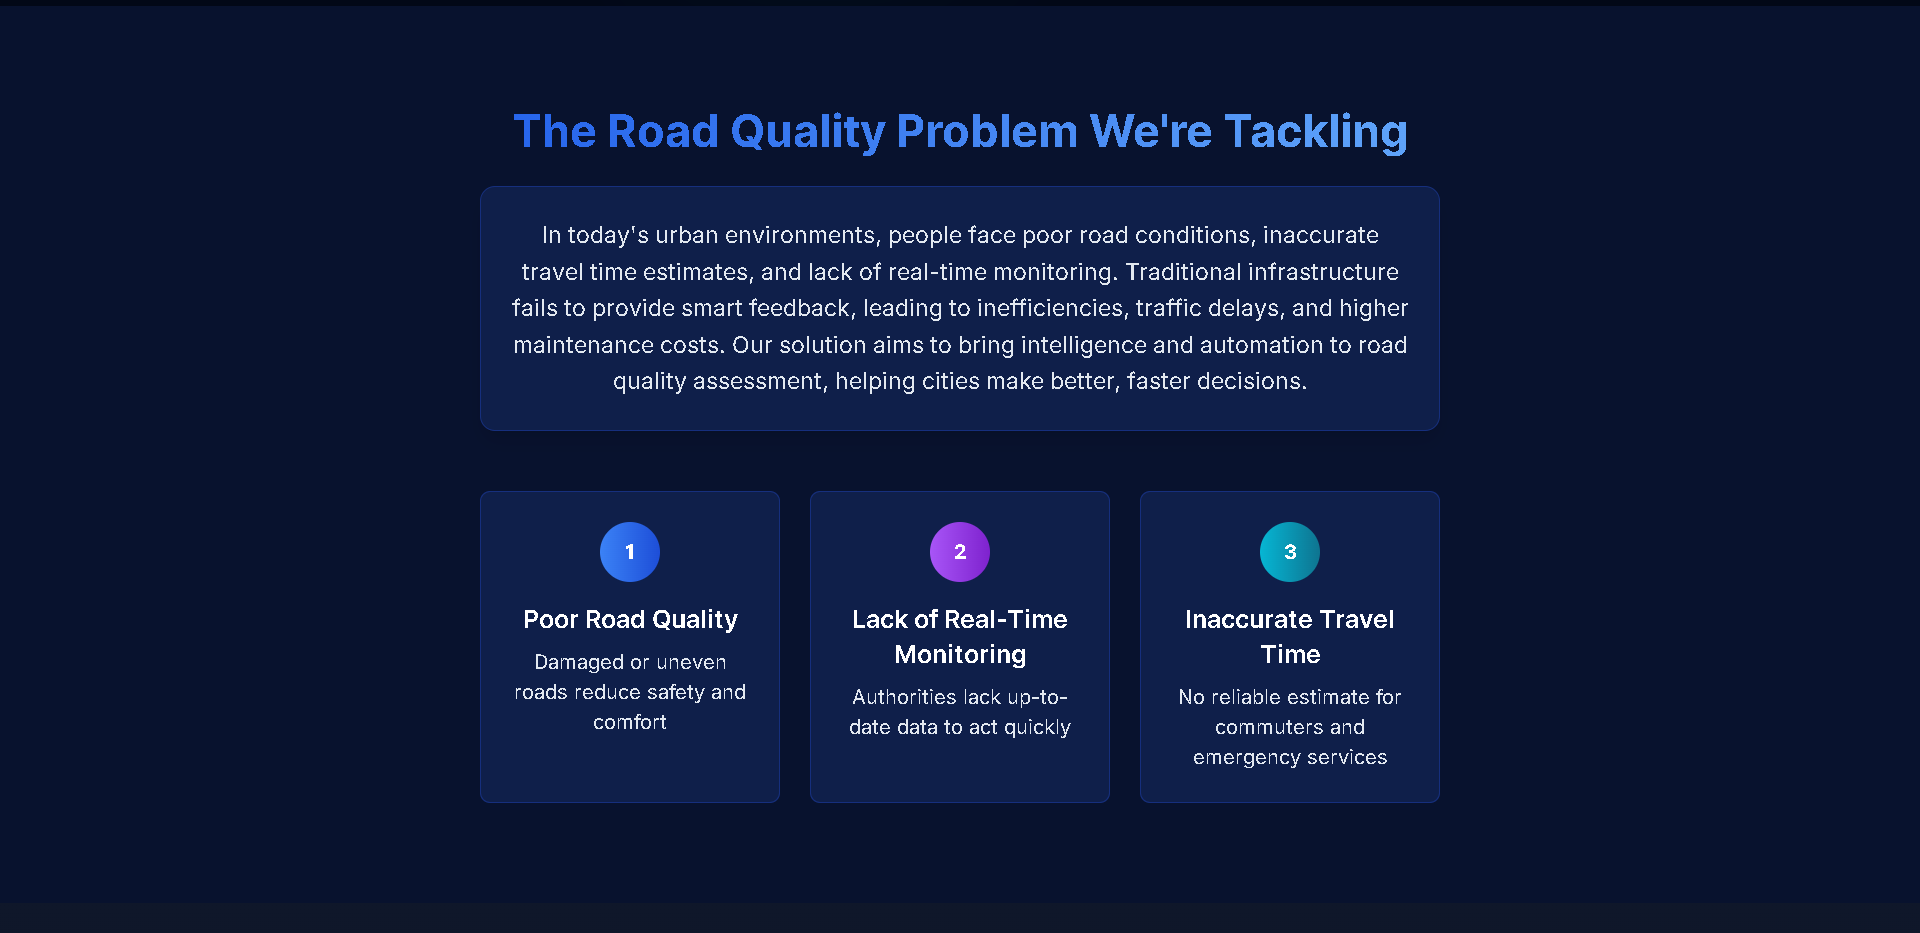 The Road Quality Problem We're Tackling
In today's urban environments, people face poor road conditions, inaccurate
travel time estimates, and lack of real-time monitoring. Traditional infrastructure
fails to provide smart feedback, leading to inefficiencies, traffic delays, and higher
maintenance costs. Our solution aims to bring intelligence and automation to road
quality assessment, helping cities make better, faster decisions.
1
Poor Road Quality
Damaged or uneven
roads reduce safety and
comfort
2
Lack of Real-Time
Monitoring
Authorities lack up-to-
date data to act quickly
3
Inaccurate Travel
Time
No reliable estimate for
commuters and
emergency services